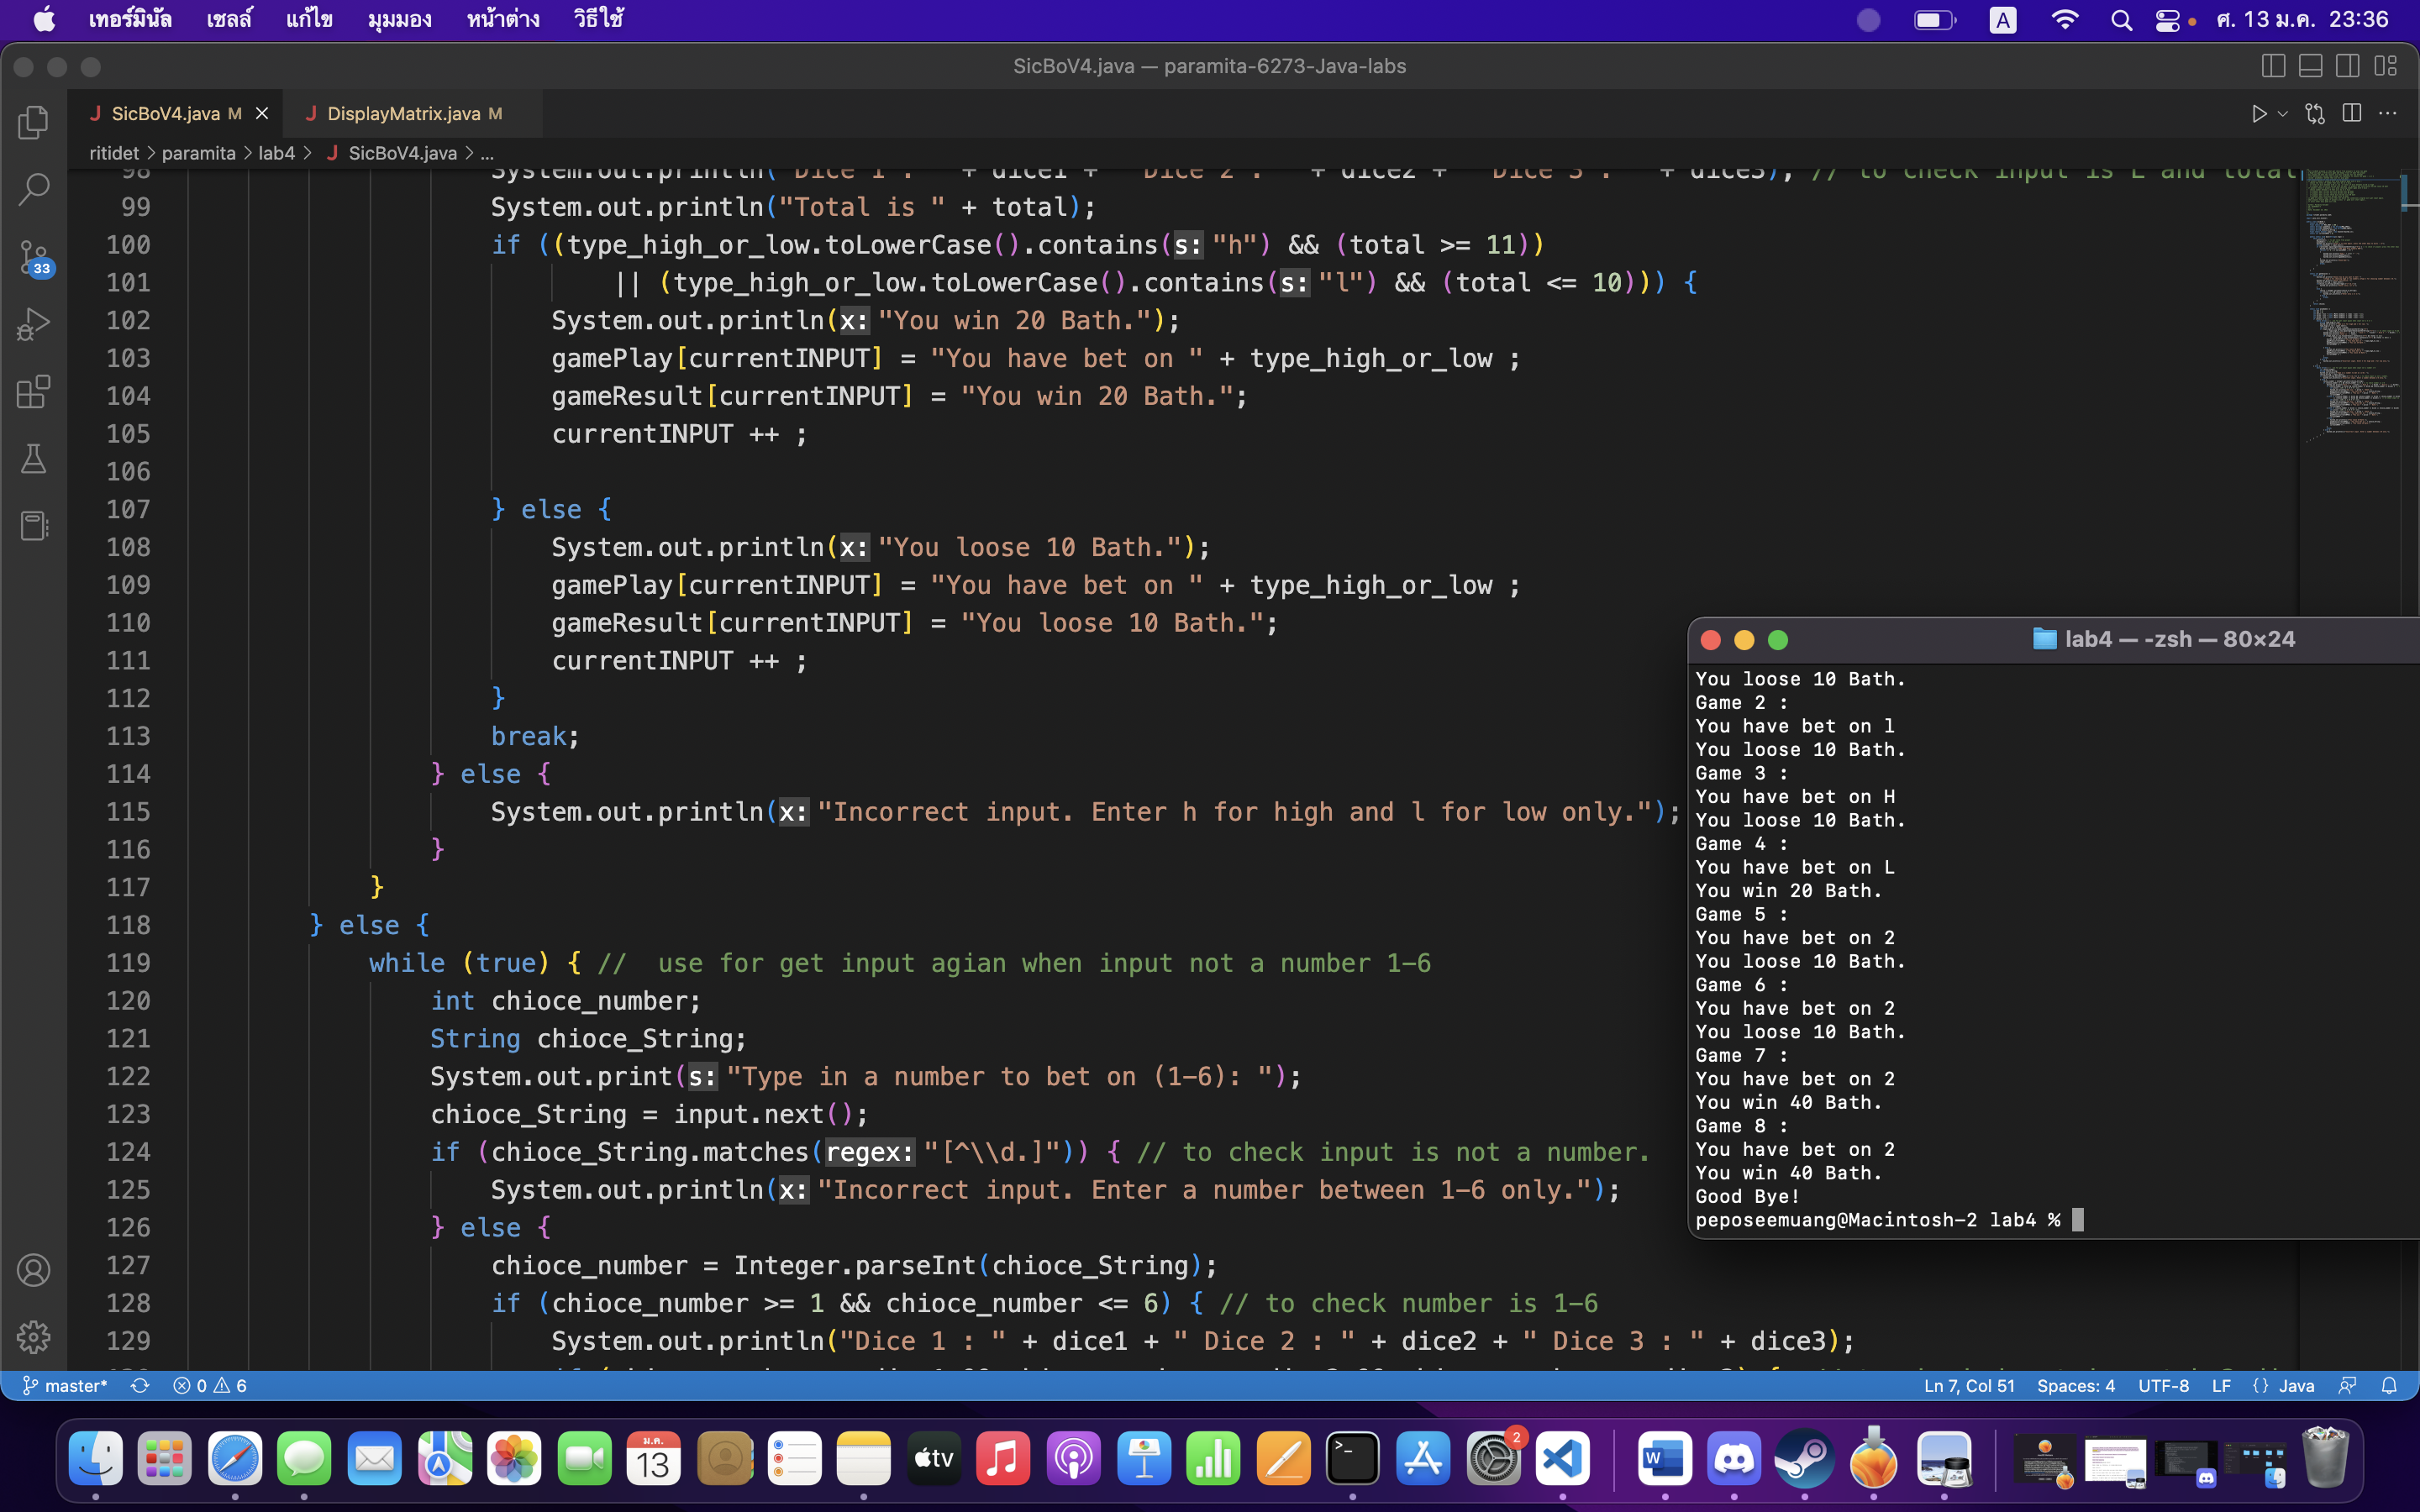 เทอร์มินัล เชลล์ แก้ไข มุมมอง หน้าต่าง วิธีใช้ A ศ. 13 ม.ค. 23:36
SicBoV4.java — paramita-6273-Java-labs
J SicBoV4.java M J DisplayMatrix.java M
ritidet > paramita > lab4 > J SicBoV4.java > ...
98 System.out.println("Dice 1 : " + dice1 + " Dice 2 : " + dice2 + " Dice 3 : " + dice3); // to check input is L and total
99 System.out.println("Total is " + total);
100 if ((type_high_or_low.toLowerCase().contains(s: "h") && (total >= 11))
101 || (type_high_or_low.toLowerCase().contains(s: "l") && (total <= 10))) {
102 System.out.println(x: "You win 20 Bath.");
103 gamePlay[currentINPUT] = "You have bet on " + type_high_or_low ;
104 gameResult[currentINPUT] = "You win 20 Bath.";
105 currentINPUT ++ ;
106
107 } else {
108 System.out.println(x: "You loose 10 Bath.");
109 gamePlay[currentINPUT] = "You have bet on " + type_high_or_low ;
110 gameResult[currentINPUT] = "You loose 10 Bath.";
111 currentINPUT ++ ;
112 }
113 break;
114 } else {
115 System.out.println(x: "Incorrect input. Enter h for high and l for low only.");
116 }
117 }
118 } else {
119 while (true) { //  use for get input agian when input not a number 1-6
120 int chioce_number;
121 String chioce_String;
122 System.out.print(s: "Type in a number to bet on (1-6): ");
123 chioce_String = input.next();
124 if (chioce_String.matches(regex: "[^\\d.]")) { // to check input is not a number.
125 System.out.println(x: "Incorrect input. Enter a number between 1-6 only.");
126 } else {
127 chioce_number = Integer.parseInt(chioce_String);
128 if (chioce_number >= 1 && chioce_number <= 6) { // to check number is 1-6
129 System.out.println("Dice 1 : " + dice1 + " Dice 2 : " + dice2 + " Dice 3 : " + dice3);
33
lab4 — -zsh — 80×24
You loose 10 Bath.
Game 2 :
You have bet on l
You loose 10 Bath.
Game 3 :
You have bet on H
You loose 10 Bath.
Game 4 :
You have bet on L
You win 20 Bath.
Game 5 :
You have bet on 2
You loose 10 Bath.
Game 6 :
You have bet on 2
You loose 10 Bath.
Game 7 :
You have bet on 2
You win 40 Bath.
Game 8 :
You have bet on 2
You win 40 Bath.
Good Bye!
peposeemuang@Macintosh-2 lab4 %
master* 0 6 Ln 7, Col 51 Spaces: 4 UTF-8 LF {} Java
ม.ค.
13
tv
2
W